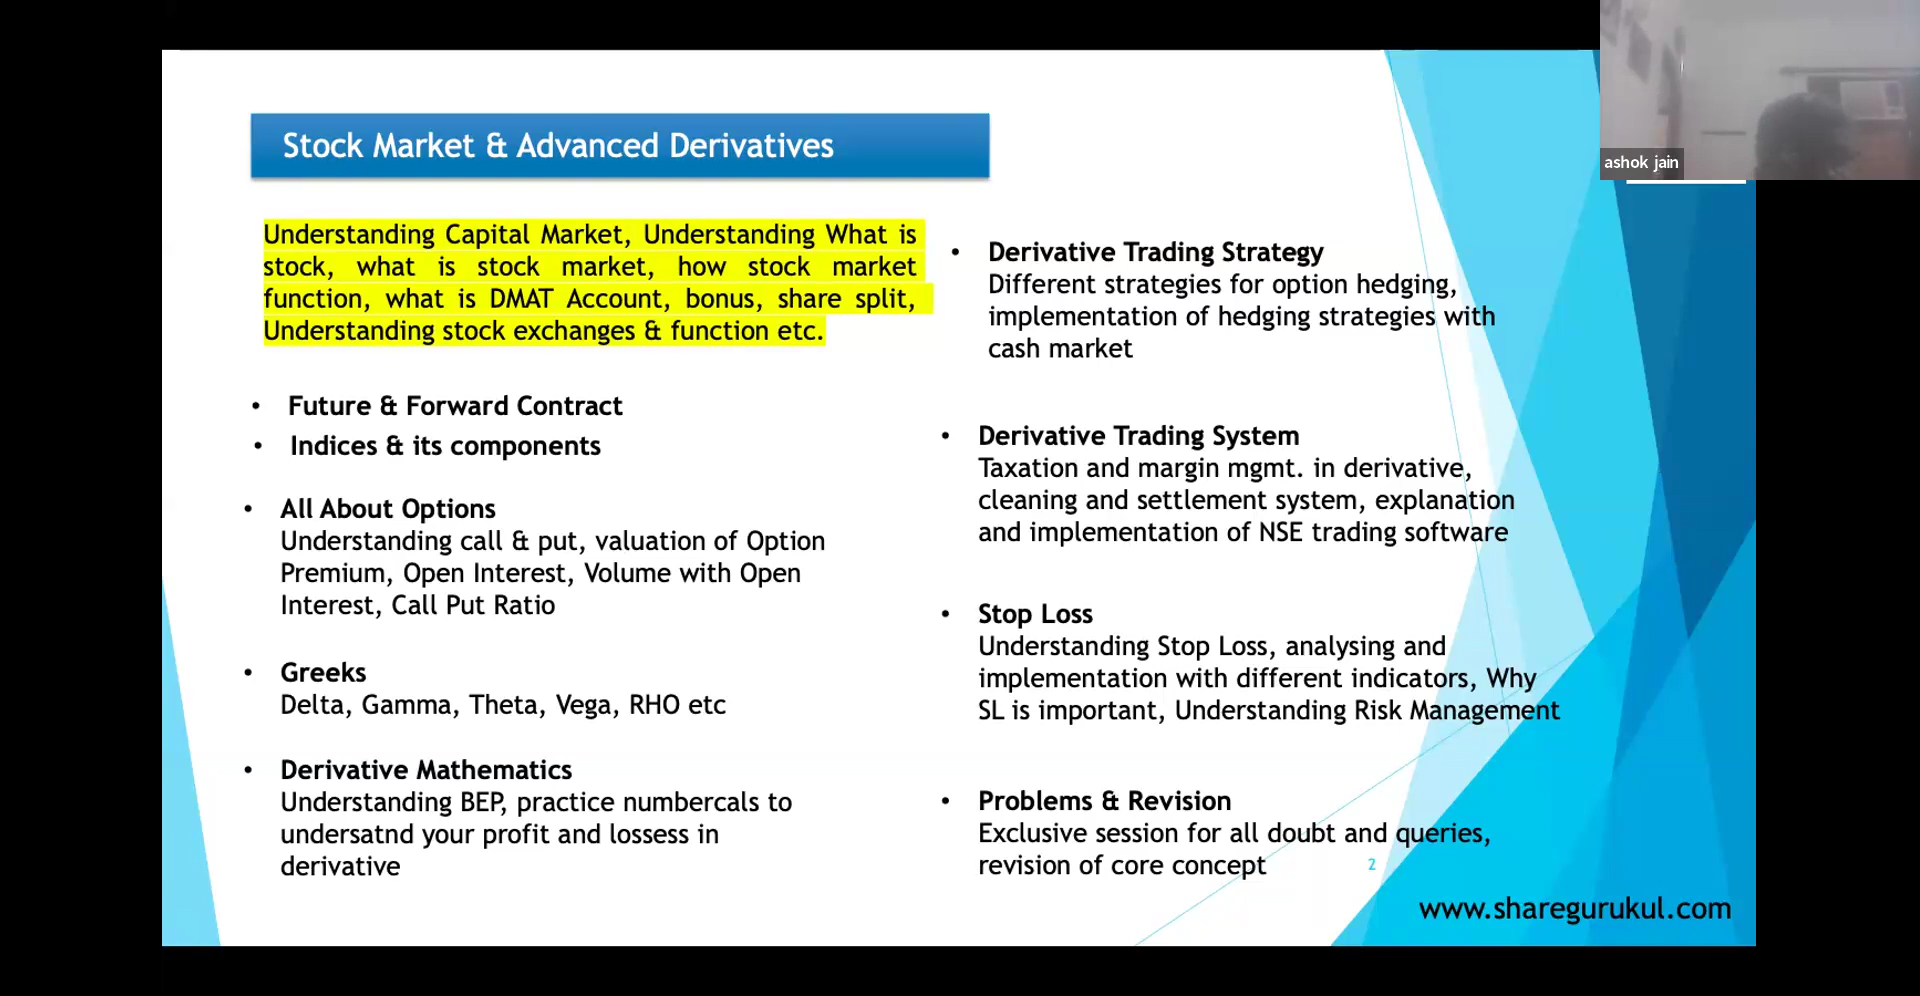 ashok jain
Stock Market & Advanced Derivatives
Understanding Capital Market, Understanding What is
stock, what is stock market, how stock market
function, what is DMAT Account, bonus, share split,
Understanding stock exchanges & function etc.
• Future & Forward Contract
• Indices & its components
• All About Options
Understanding call & put, valuation of Option
Premium, Open Interest, Volume with Open
Interest, Call Put Ratio
• Greeks
Delta, Gamma, Theta, Vega, RHO etc
• Derivative Mathematics
Understanding BEP, practice numbercals to
undersatnd your profit and lossess in
derivative
• Derivative Trading Strategy
Different strategies for option hedging,
implementation of hedging strategies with
cash market
• Derivative Trading System
Taxation and margin mgmt. in derivative,
cleaning and settlement system, explanation
and implementation of NSE trading software
• Stop Loss
Understanding Stop Loss, analysing and
implementation with different indicators, Why
SL is important, Understanding Risk Management
• Problems & Revision
Exclusive session for all doubt and queries,
revision of core concept
2
www.sharegurukul.com